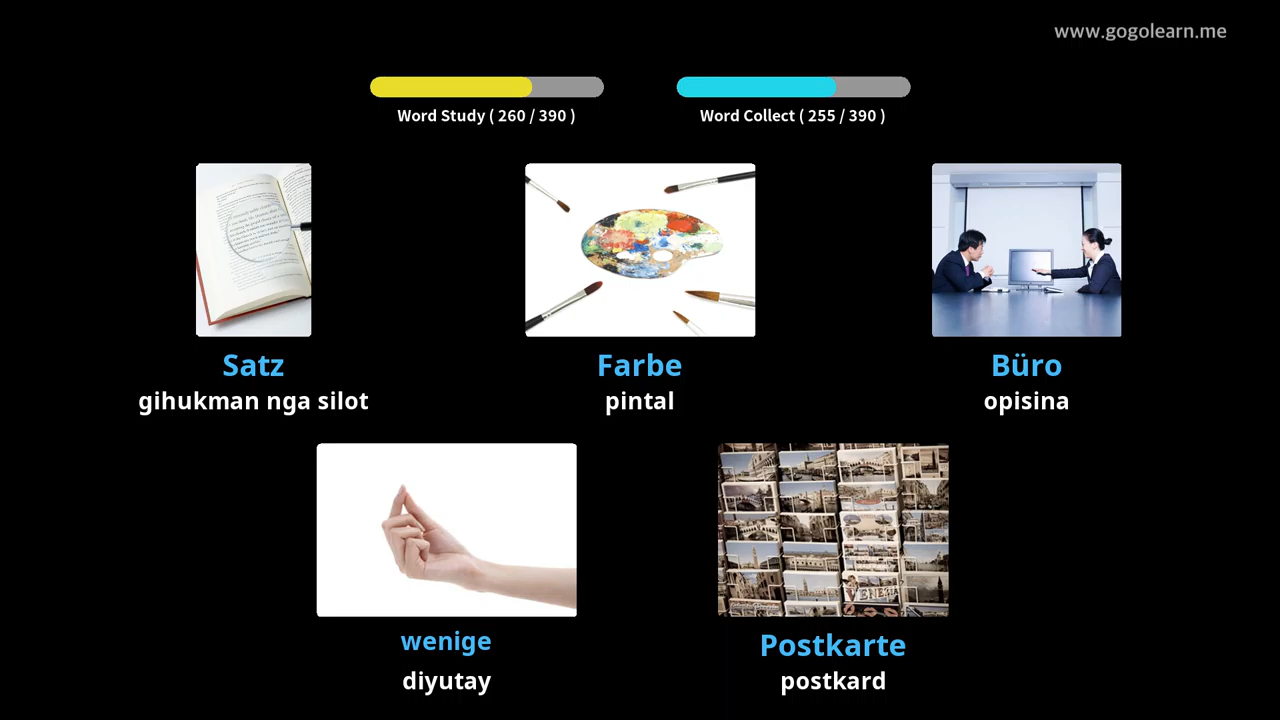 www.gogolearn.me
Word Study ( 260 / 390 )
Word Collect ( 255 / 390 )
Satz
gihukman nga silot
Farbe
pintal
Büro
opisina
wenige
diyutay
Postkarte
postkard